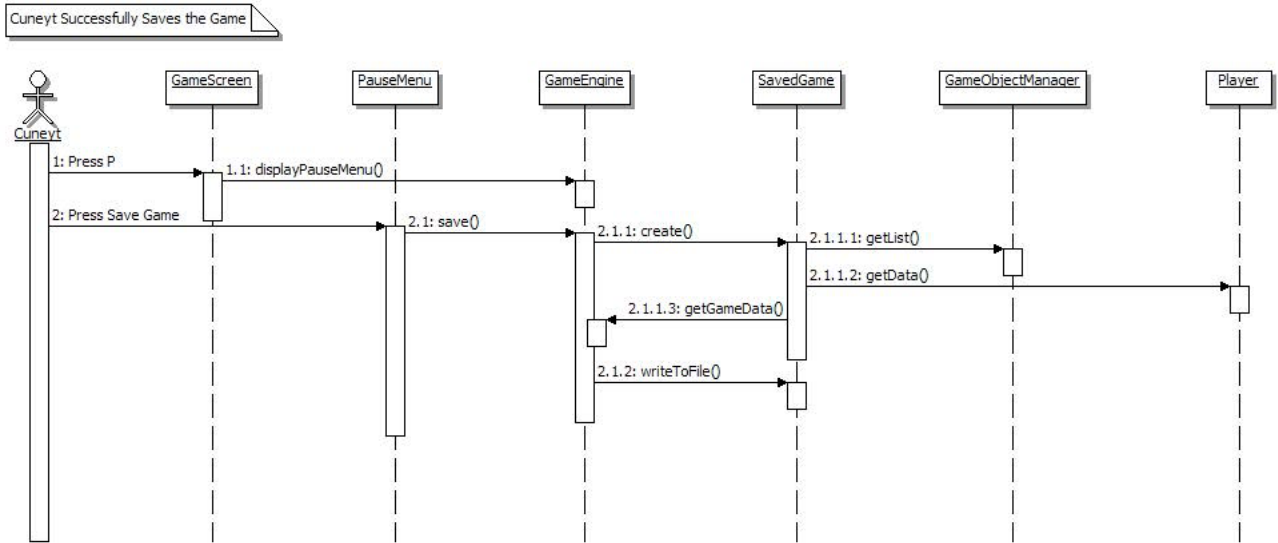 Cuneyt Successfully Saves the Game
GameScreen
PauseMenu
GameEngine
SavedGame
GameObjectManager
Player
Cuneyt
1: Press P
1.1: displayPauseMenu()
2: Press Save Game
2.1: save()
2.1.1: create()
2.1.1.1: getList()
2.1.1.2: getData()
2.1.1.3: getGameData()
2.1.2: writeToFile()